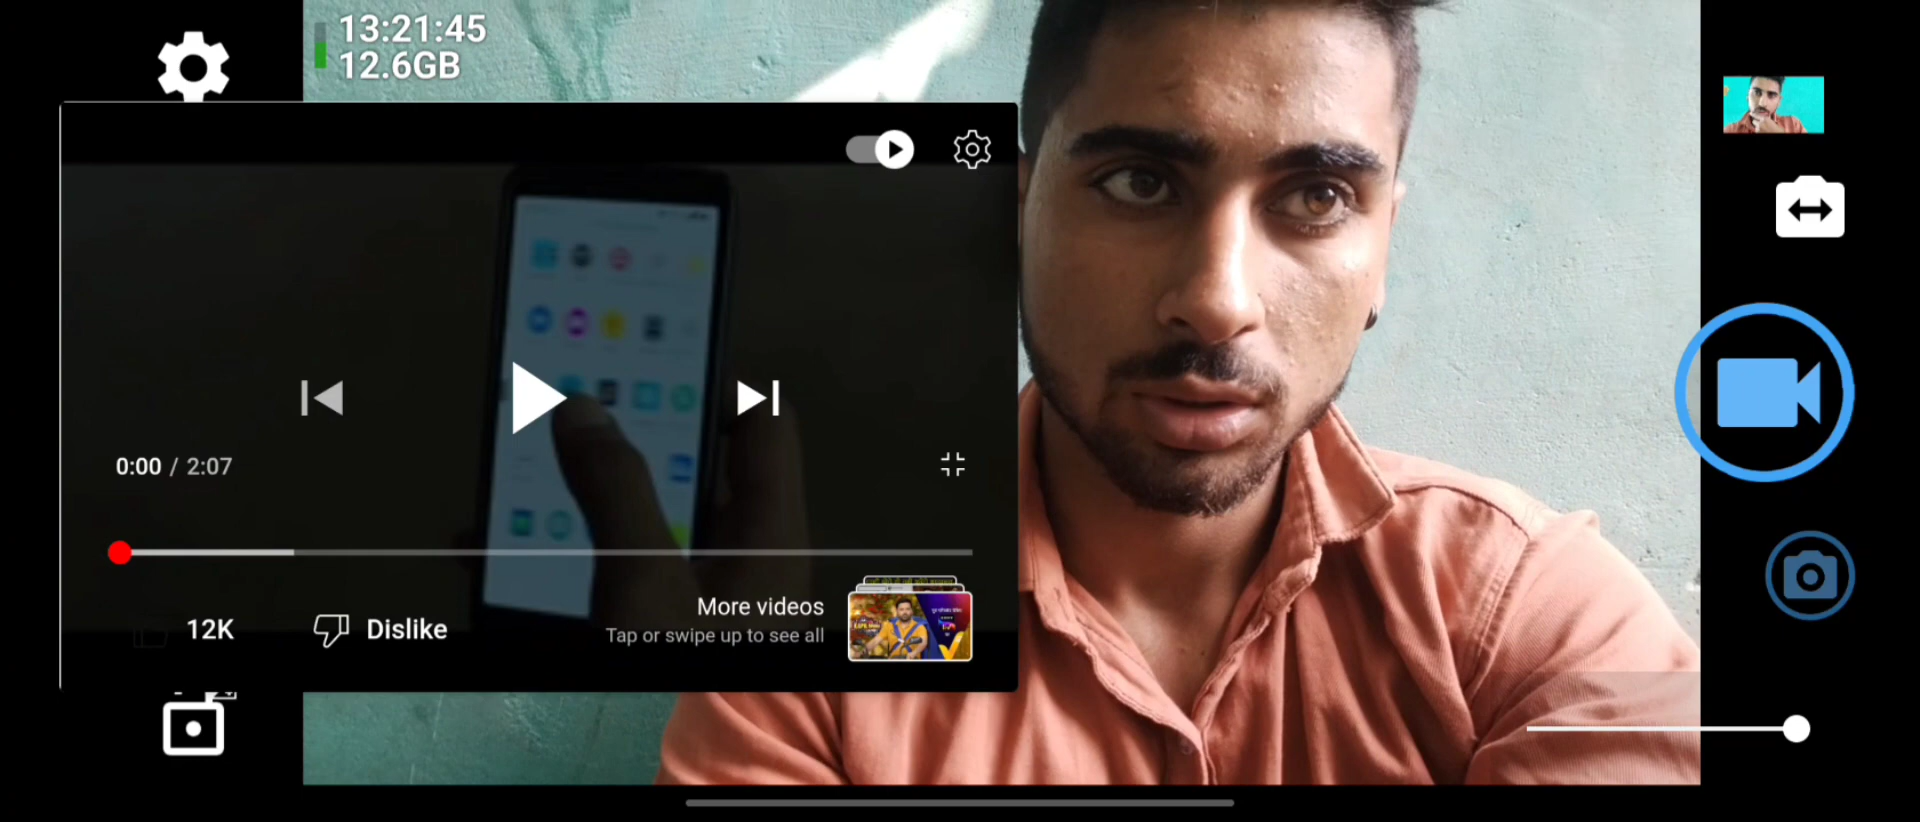 13:21:45
12.6GB
0:00 / 2:07
12K
Dislike
More videos
Tap or swipe up to see all